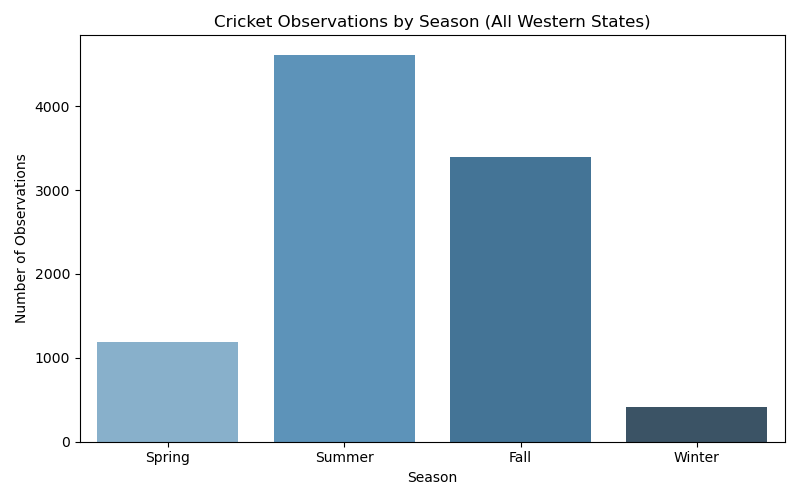 Cricket Observations by Season (All Western States)
Number of Observations
4000
3000
2000
1000
0
Spring
Summer
Fall
Winter
Season